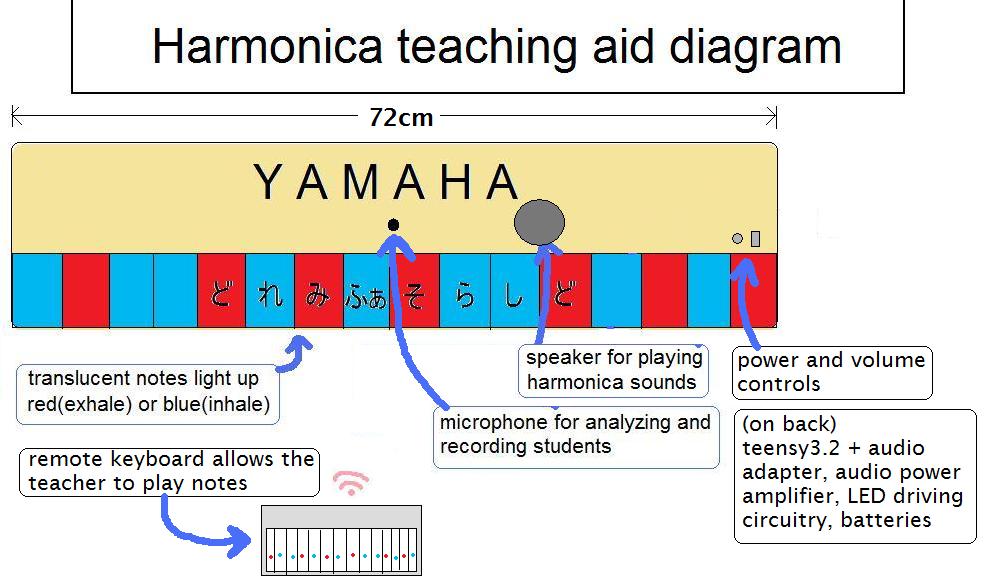 Harmonica teaching aid diagram
72cm
YAMAHA
ど れ み ふぁ そ ら し ど
translucent notes light up
red(exhale) or blue(inhale)
speaker for playing
harmonica sounds
power and volume
controls
microphone for analyzing and
recording students
(on back)
teensy3.2 + audio
adapter, audio power
amplifier, LED driving
circuitry, batteries
remote keyboard allows the
teacher to play notes